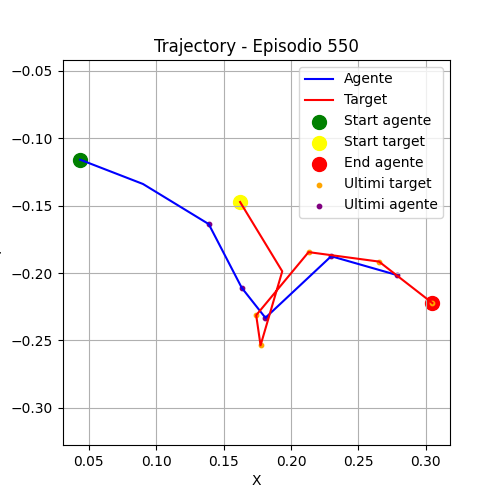 Trajectory - Episodio 550
Agente
Target
Start agente
Start target
End agente
Ultimi target
Ultimi agente
−0.05
−0.10
−0.15
−0.20
−0.25
−0.30
0.05
0.10
0.15
0.20
0.25
0.30
X